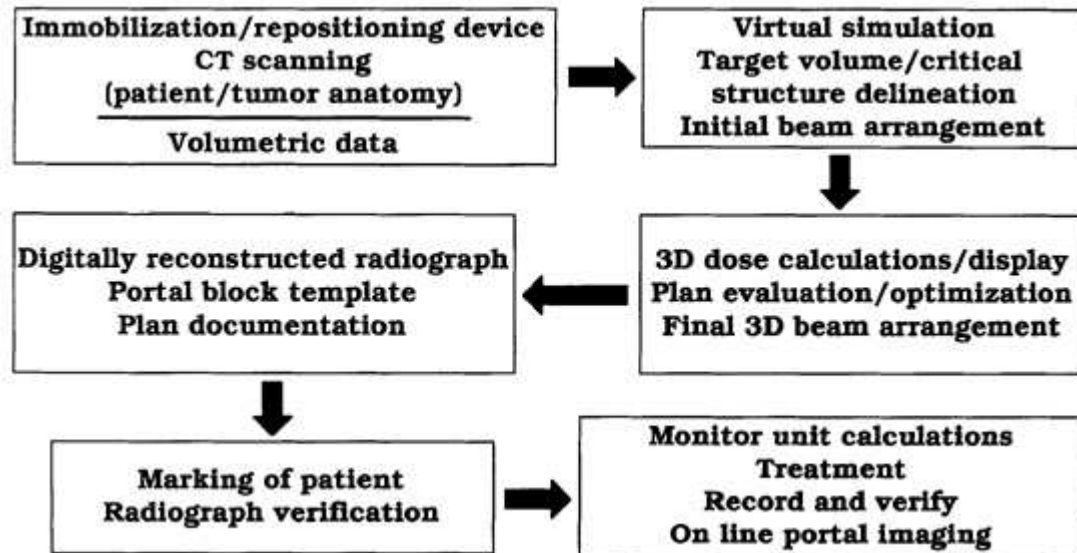 Immobilization/repositioning device
CT scanning
(patient/tumor anatomy)
Volumetric data
Virtual simulation
Target volume/critical
structure delineation
Initial beam arrangement
3D dose calculations/display
Plan evaluation/optimization
Final 3D beam arrangement
Digitally reconstructed radiograph
Portal block template
Plan documentation
Marking of patient
Radiograph verification
Monitor unit calculations
Treatment
Record and verify
On line portal imaging